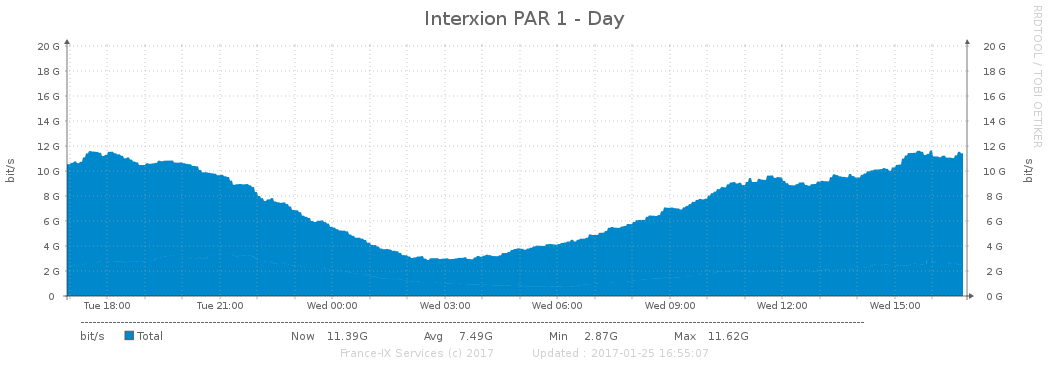 Interxion PAR 1 - Day
RRDTOOL / TOBI OETIKER
bit/s
20 G
18 G
16 G
14 G
12 G
10 G
8 G
6 G
4 G
2 G
0
20 G
18 G
16 G
14 G
12 G
10 G
8 G
6 G
4 G
2 G
0 G
bit/s
Tue 18:00 Tue 21:00 Wed 00:00 Wed 03:00 Wed 06:00 Wed 09:00 Wed 12:00 Wed 15:00
bit/s Total Now 11.39G Avg 7.49G Min 2.87G Max 11.62G
France-IX Services (c) 2017 Updated : 2017-01-25 16:55:07